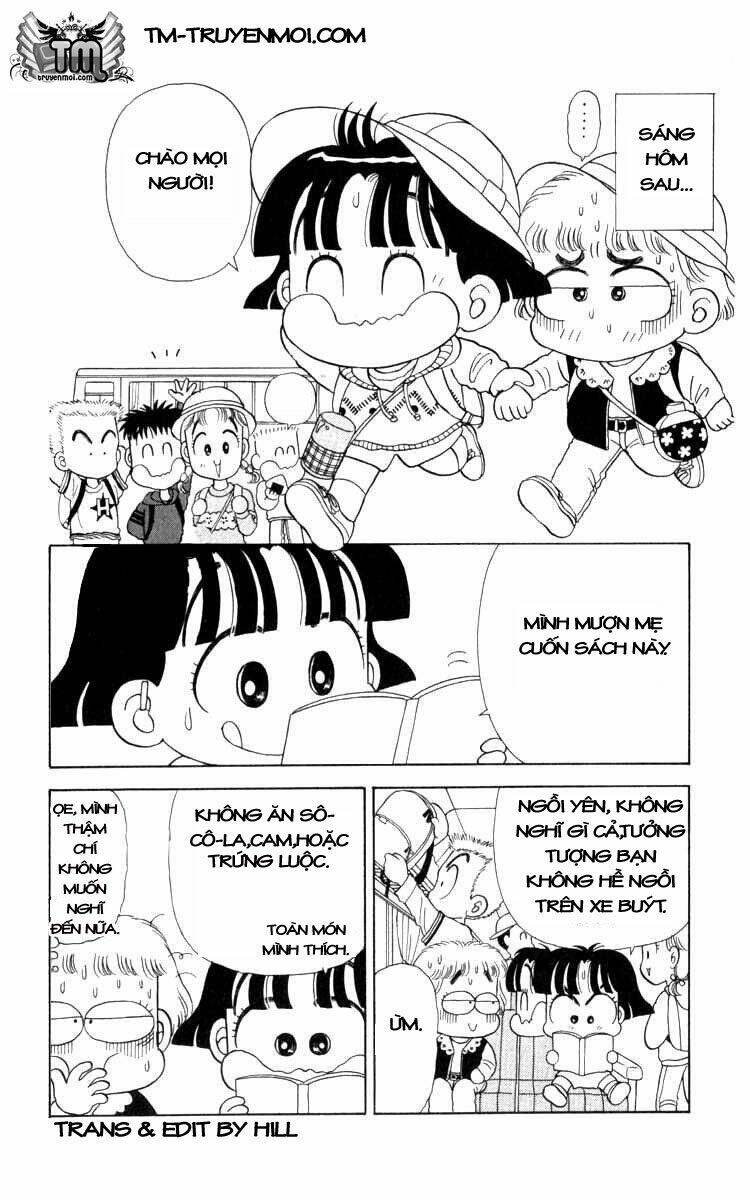 TM
truyenmoi.com
TM-TRUYENMOI.COM
SÁNG
HÔM
SAU...
CHÀO MỌI
NGƯỜI!
H
MÌNH MƯỢN MẸ
CUỐN SÁCH NÀY.
KHÔNG ĂN SÔ-
CÔ-LA,CAM,HOẶC
TRỨNG LUỘC.
TOÀN MÓN
MÌNH THÍCH.
ỌE, MÌNH
THẬM
CHÍ
KHÔNG
MUỐN
NGHĨ
ĐẾN NỮA.
NGỒI YÊN, KHÔNG
NGHĨ GÌ CẢ,TƯỞNG
TƯỢNG BẠN
KHÔNG HỀ NGỒI
TRÊN XE BUÝT.
ỪM.
TRANS & EDIT BY HILL